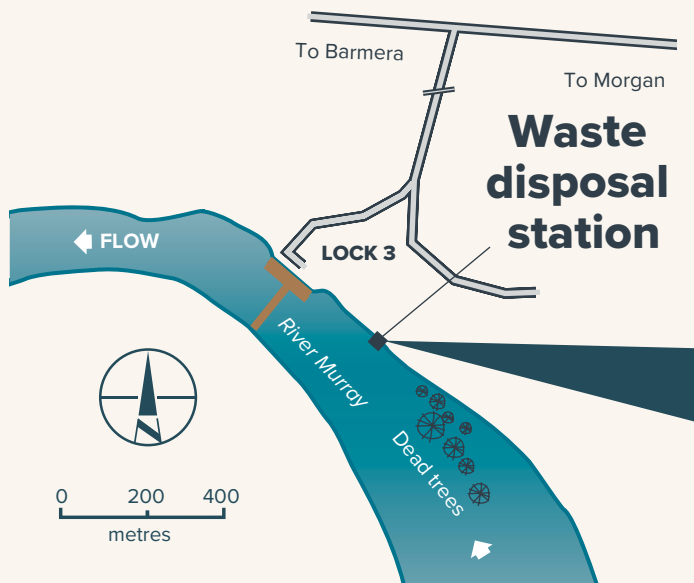 To Barmera
To Morgan
Waste
disposal
station
FLOW
LOCK 3
River Murray
Dead trees
N
0 200 400
metres